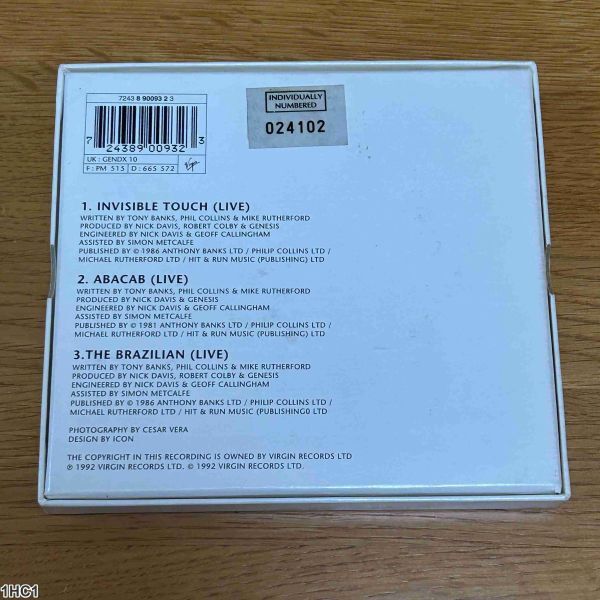 7243 8 90093 2 3
INDIVIDUALLY
NUMBERED
024102
7 24389 00932 3
UK : GENDX 10
F : PM 515 D : 665 572
Virgin
1. INVISIBLE TOUCH (LIVE)
WRITTEN BY TONY BANKS, PHIL COLLINS & MIKE RUTHERFORD
PRODUCED BY NICK DAVIS, ROBERT COLBY & GENESIS
ENGINEERED BY NICK DAVIS & GEOFF CALLINGHAM
ASSISTED BY SIMON METCALFE
PUBLISHED BY © 1986 ANTHONY BANKS LTD / PHILIP COLLINS LTD /
MICHAEL RUTHERFORD LTD / HIT & RUN MUSIC (PUBLISHING) LTD
2. ABACAB (LIVE)
WRITTEN BY TONY BANKS, PHIL COLLINS & MIKE RUTHERFORD
PRODUCED BY NICK DAVIS & GENESIS
ENGINEERED BY NICK DAVIS & GEOFF CALLINGHAM
ASSISTED BY SIMON METCALFE
PUBLISHED BY © 1981 ANTHONY BANKS LTD / PHILIP COLLINS LTD /
MICHAEL RUTHERFORD LTD / HIT & RUN MUSIC (PUBLISHING) LTD
3.THE BRAZILIAN (LIVE)
WRITTEN BY TONY BANKS, PHIL COLLINS & MIKE RUTHERFORD
PRODUCED BY NICK DAVIS, ROBERT COLBY & GENESIS
ENGINEERED BY NICK DAVIS & GEOFF CALLINGHAM
ASSISTED BY SIMON METCALFE
PUBLISHED BY © 1986 ANTHONY BANKS LTD / PHILIP COLLINS LTD /
MICHAEL RUTHERFORD LTD / HIT & RUN MUSIC (PUBLISHING0 LTD
PHOTOGRAPHY BY CESAR VERA
DESIGN BY ICON
THE COPYRIGHT IN THIS RECORDING IS OWNED BY VIRGIN RECORDS LTD
℗ 1992 VIRGIN RECORDS LTD. © 1992 VIRGIN RECORDS LTD.
1HC1